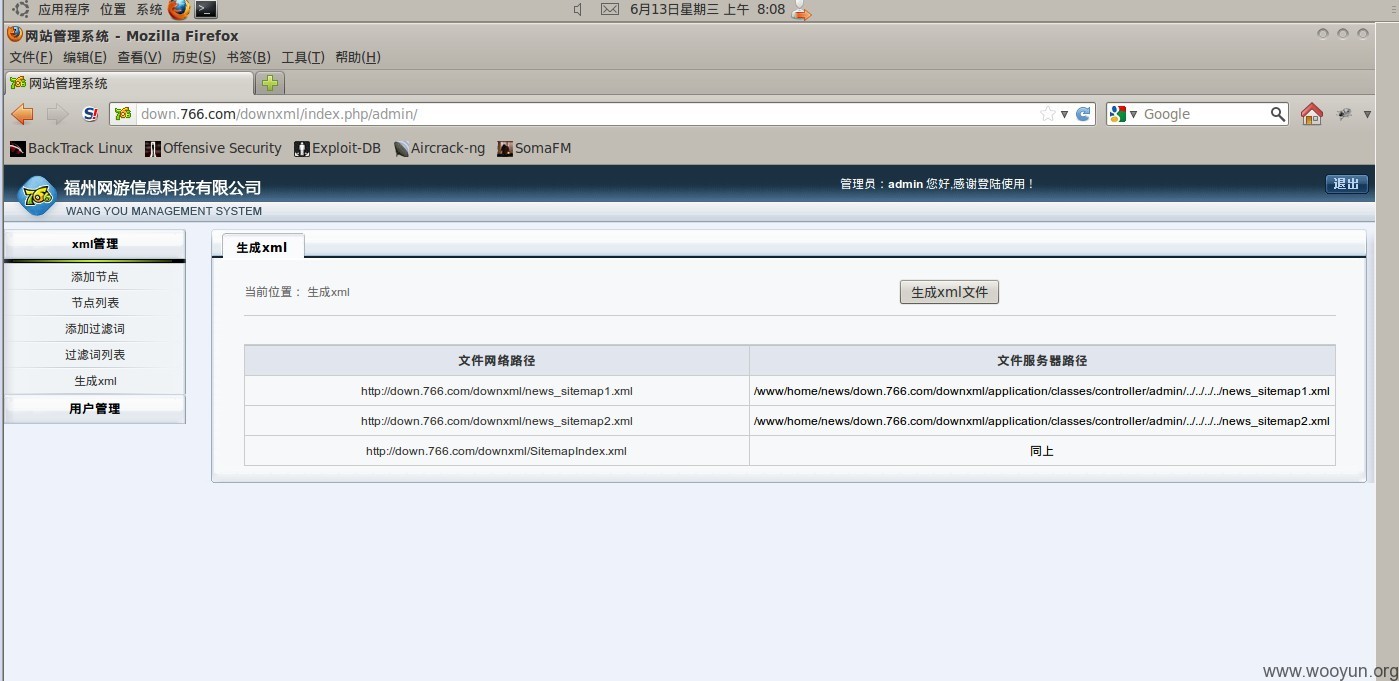 应用程序 位置 系统 6月13日星期三 上午 8:08
网站管理系统 - Mozilla Firefox
文件(F) 编辑(E) 查看(V) 历史(S) 书签(B) 工具(T) 帮助(H)
网站管理系统
down.766.com/downxml/index.php/admin/ Google
BackTrack Linux Offensive Security Exploit-DB Aircrack-ng SomaFM
766 福州网游信息科技有限公司 管理员：admin 您好,感谢登陆使用！ 退出
WANG YOU MANAGEMENT SYSTEM
xml管理
添加节点
节点列表
添加过滤词
过滤词列表
生成xml
用户管理
生成xml
当前位置： 生成xml 生成xml文件
文件网络路径 文件服务器路径
http://down.766.com/downxml/news_sitemap1.xml /www/home/news/down.766.com/downxml/application/classes/controller/admin/../../../../news_sitemap1.xml
http://down.766.com/downxml/news_sitemap2.xml /www/home/news/down.766.com/downxml/application/classes/controller/admin/../../../../news_sitemap2.xml
http://down.766.com/downxml/SitemapIndex.xml 同上
www.wooyun.org